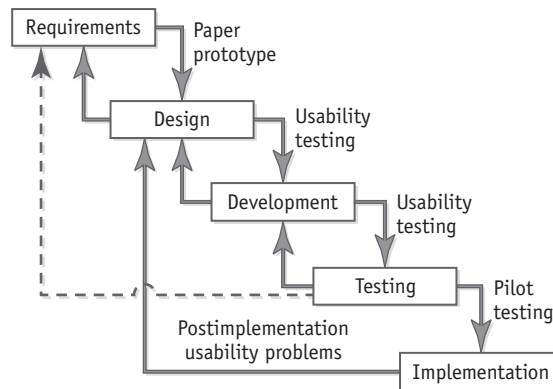 Requirements
Paper
prototype
Design
Usability
testing
Development
Usability
testing
Testing
Pilot
testing
Postimplementation
usability problems
Implementation